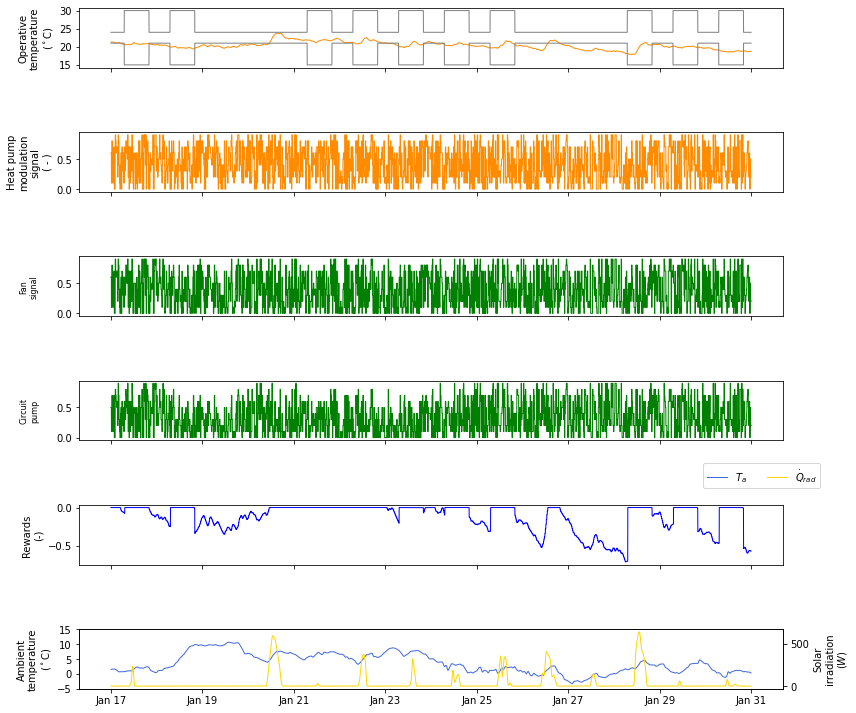 Operative
temperature
(°C)
30
25
20
15
Heat pump
modulation
signal
( - )
0.5
0.0
Fan
signal
0.5
0.0
Circuit
pump
0.5
0.0
T_a
Q̇_rad
Rewards
(-)
0.0
−0.5
Ambient
temperature
(°C)
15
10
5
0
−5
500
0
Solar
irradiation
(W)
Jan 17
Jan 19
Jan 21
Jan 23
Jan 25
Jan 27
Jan 29
Jan 31